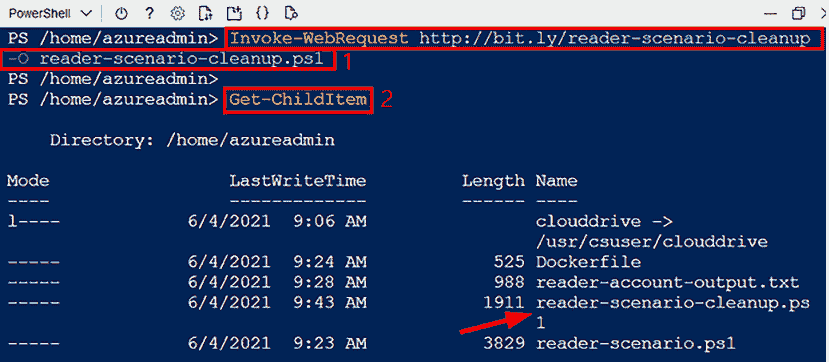 PowerShell
PS /home/azureadmin> Invoke-WebRequest http://bit.ly/reader-scenario-cleanup
-O reader-scenario-cleanup.ps1 1
PS /home/azureadmin>
PS /home/azureadmin> Get-ChildItem 2
Directory: /home/azureadmin
Mode LastWriteTime Length Name
---- ------------- ------ ----
l---- 6/4/2021 9:06 AM clouddrive ->
/usr/csuser/clouddrive
----- 6/4/2021 9:24 AM 525 Dockerfile
----- 6/4/2021 9:28 AM 988 reader-account-output.txt
----- 6/4/2021 9:43 AM 1911 reader-scenario-cleanup.ps
1
----- 6/4/2021 9:23 AM 3829 reader-scenario.ps1